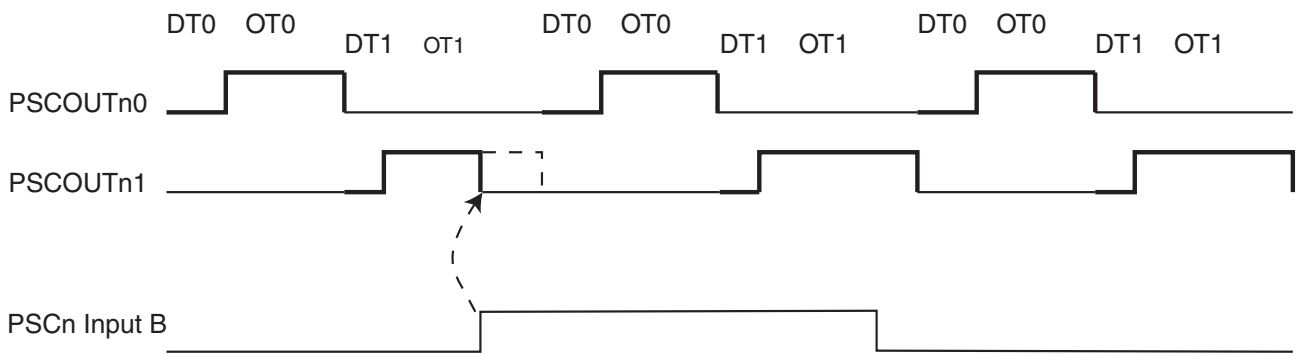 DT0 OT0 DT1 OT1 DT0 OT0 DT1 OT1 DT0 OT0 DT1 OT1
PSCOUTn0
PSCOUTn1
PSCn Input B